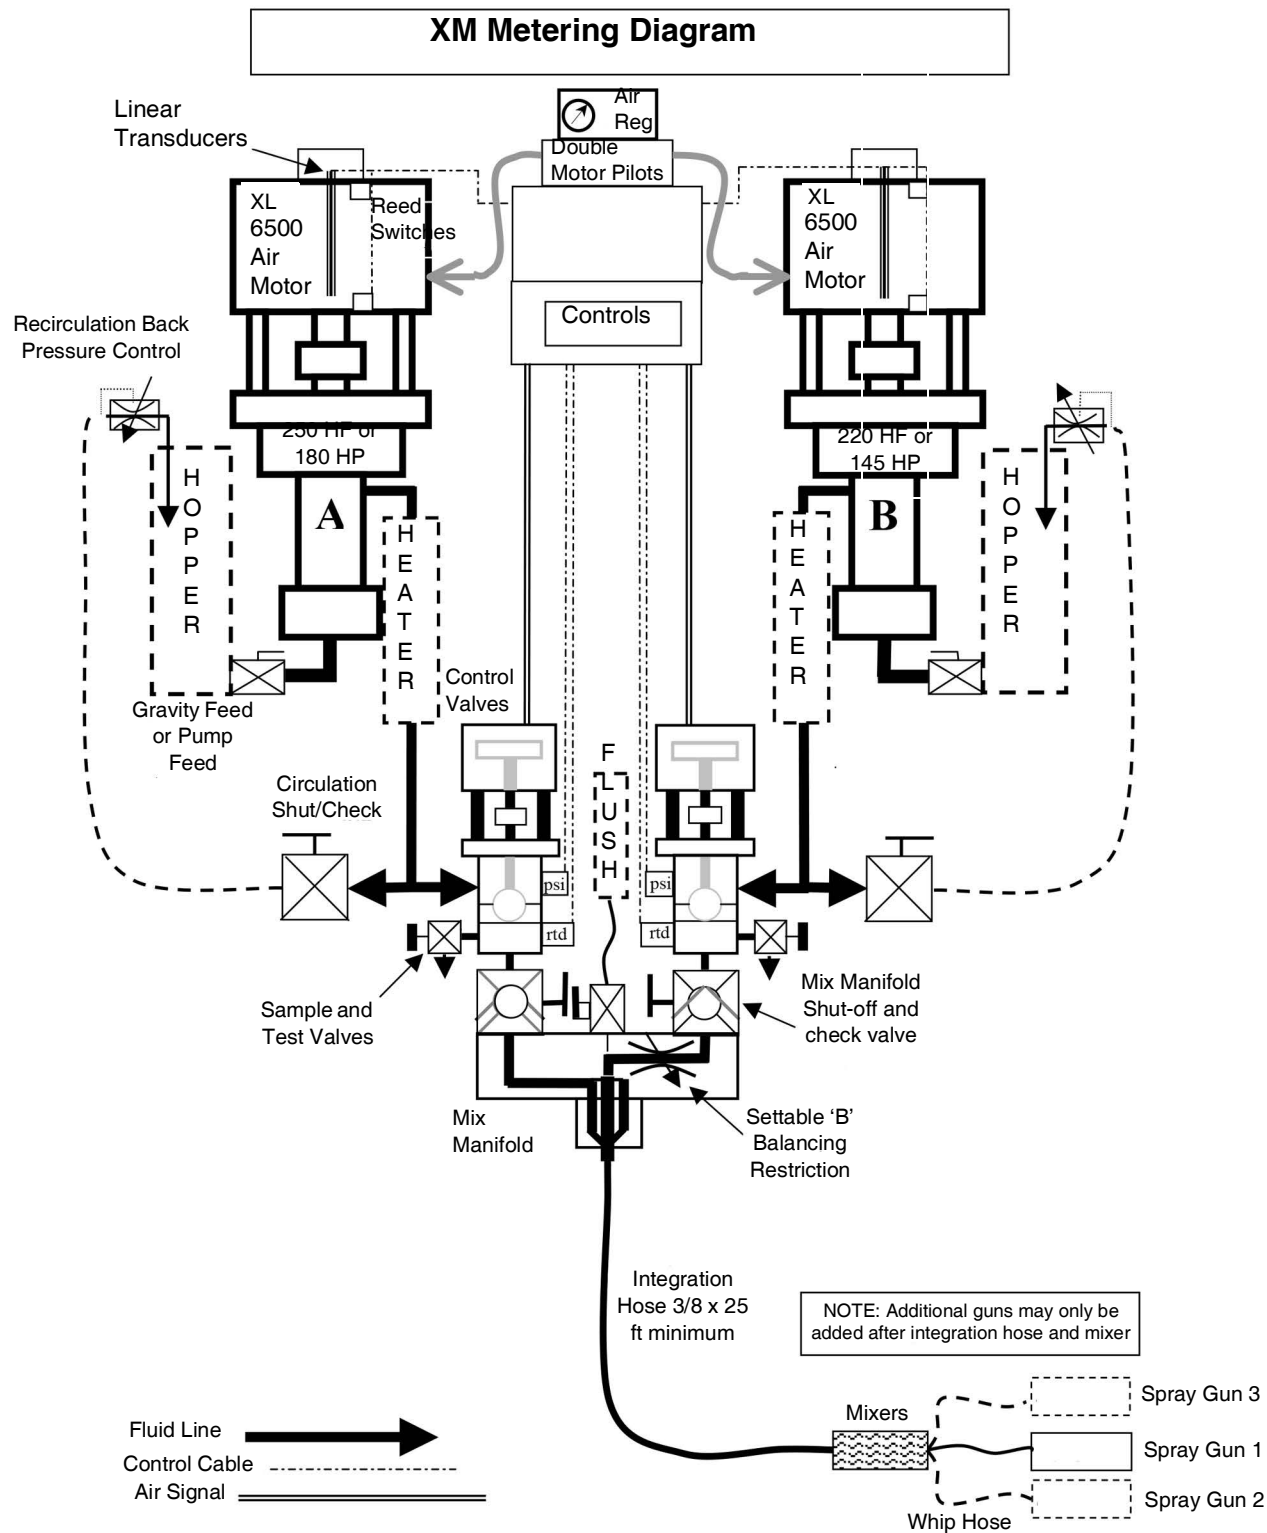 XM Metering Diagram
Air
Reg
Double
Motor Pilots
Linear
Transducers
XL
6500
Air
Motor
Reed
Switches
XL
6500
Air
Motor
Controls
Recirculation Back
Pressure Control
250 HF or
180 HP
220 HF or
145 HP
A
B
H
O
P
P
E
R
H
E
A
T
E
R
H
E
A
T
E
R
H
O
P
P
E
R
Control
Valves
Gravity Feed
or Pump
Feed
F
L
U
S
H
Circulation
Shut/Check
psi
psi
rtd
rtd
Sample and
Test Valves
Mix Manifold
Shut-off and
check valve
Mix
Manifold
Settable ‘B’
Balancing
Restriction
Integration
Hose 3/8 x 25
ft minimum
NOTE: Additional guns may only be
added after integration hose and mixer
Spray Gun 3
Mixers
Spray Gun 1
Spray Gun 2
Whip Hose
Fluid Line
Control Cable
Air Signal